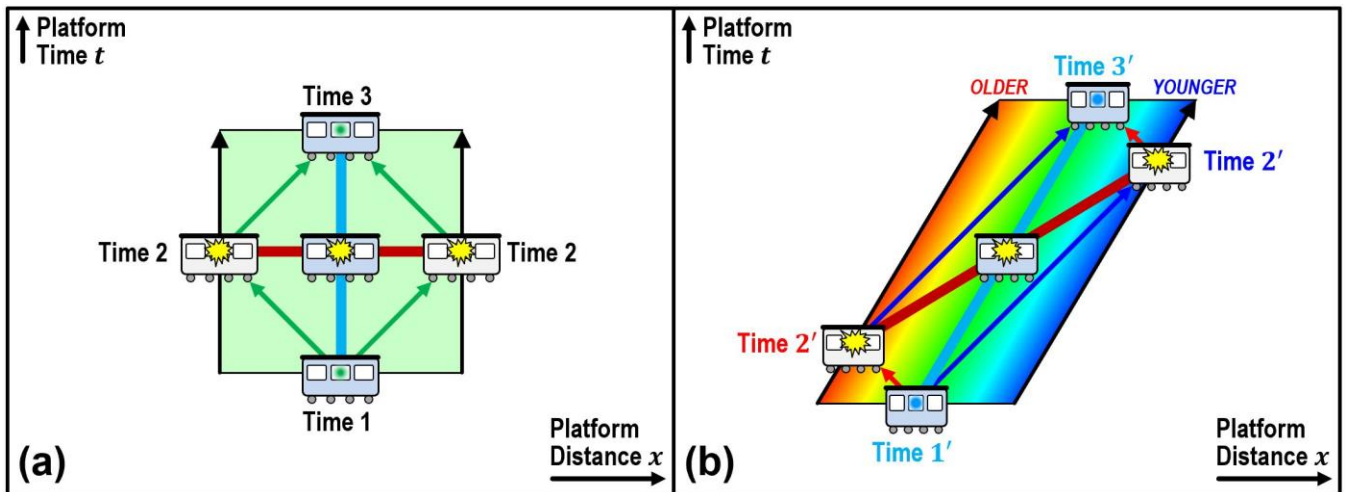 Platform
Time t
Time 3
Time 2
Time 2
Time 1
Platform
Distance x
(a)
Platform
Time t
Time 3′
OLDER
YOUNGER
Time 2′
Time 2′
Time 1′
Platform
Distance x
(b)